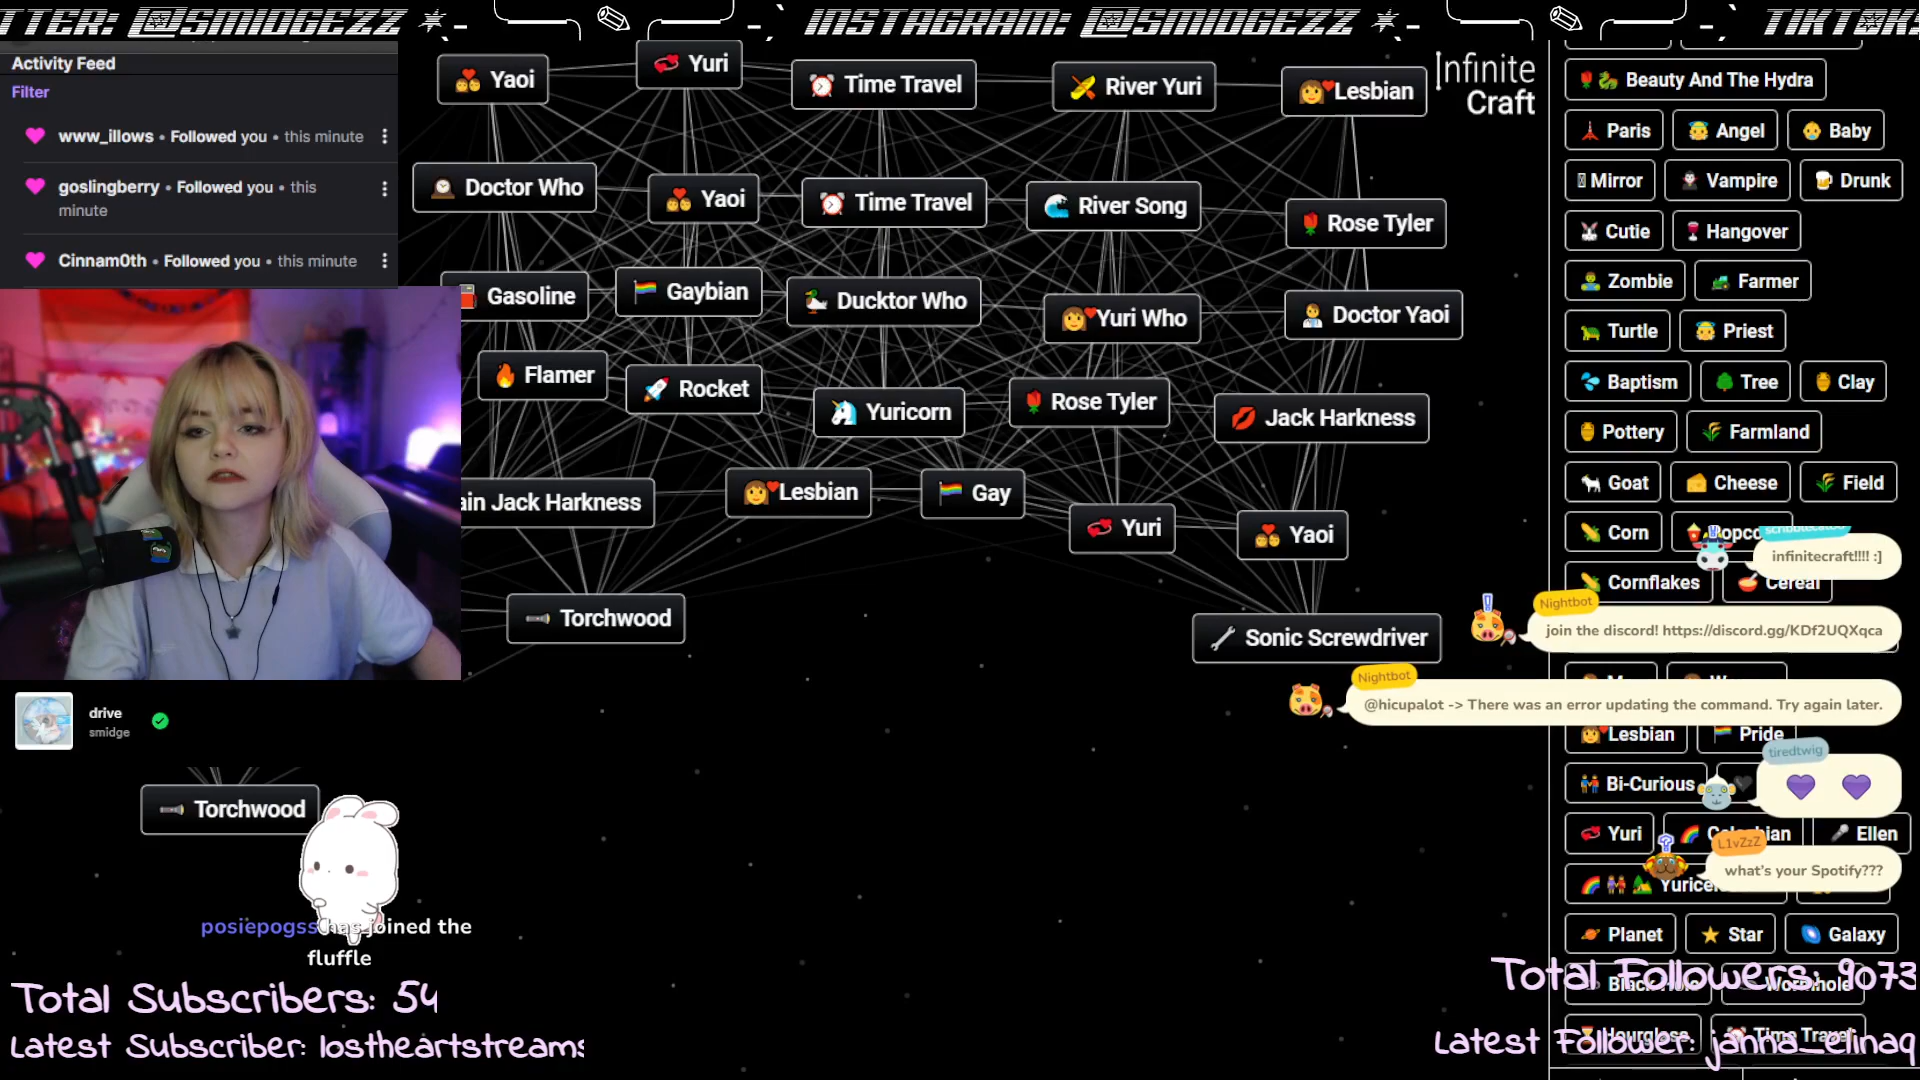 TTER: @SMIDGEZZ
INSTAGRAM: @SMIDGEZZ
TIKTOK:
Activity Feed
Filter
www_illows • Followed you • this minute
goslingberry • Followed you • this
minute
Cinnam0th • Followed you • this minute
Yaoi
Yuri
Time Travel
River Yuri
Lesbian
Infinite
Craft
Doctor Who
Yaoi
Time Travel
River Song
Rose Tyler
Gasoline
Gaybian
Ducktor Who
Yuri Who
Doctor Yaoi
Flamer
Rocket
Yuricorn
Rose Tyler
Jack Harkness
ain Jack Harkness
Lesbian
Gay
Yuri
Yaoi
Torchwood
Sonic Screwdriver
drive
smidge
Torchwood
posiepogss has joined the
fluffle
Total Subscribers: 54
Latest Subscriber: lostheartstreams
Beauty And The Hydra
Paris Angel Baby
Mirror Vampire Drunk
Cutie Hangover
Zombie Farmer
Turtle Priest
Baptism Tree Clay
Pottery Farmland
Goat Cheese Field
Corn
infinitecraft!!!! :]
Cornflakes Cereal
Nightbot
join the discord! https://discord.gg/KDf2UQXqca
Nightbot
@hicupalot -> There was an error updating the command. Try again later.
Lesbian Pride
tiredtwig
Bi-Curious
Yuri Ellen
L1vZzZ
what's your Spotify???
Planet Star Galaxy
Total Followers: 9073
Black Hole Wormhole
Hourglass Time Travel
Latest Follower: janna_elinaq